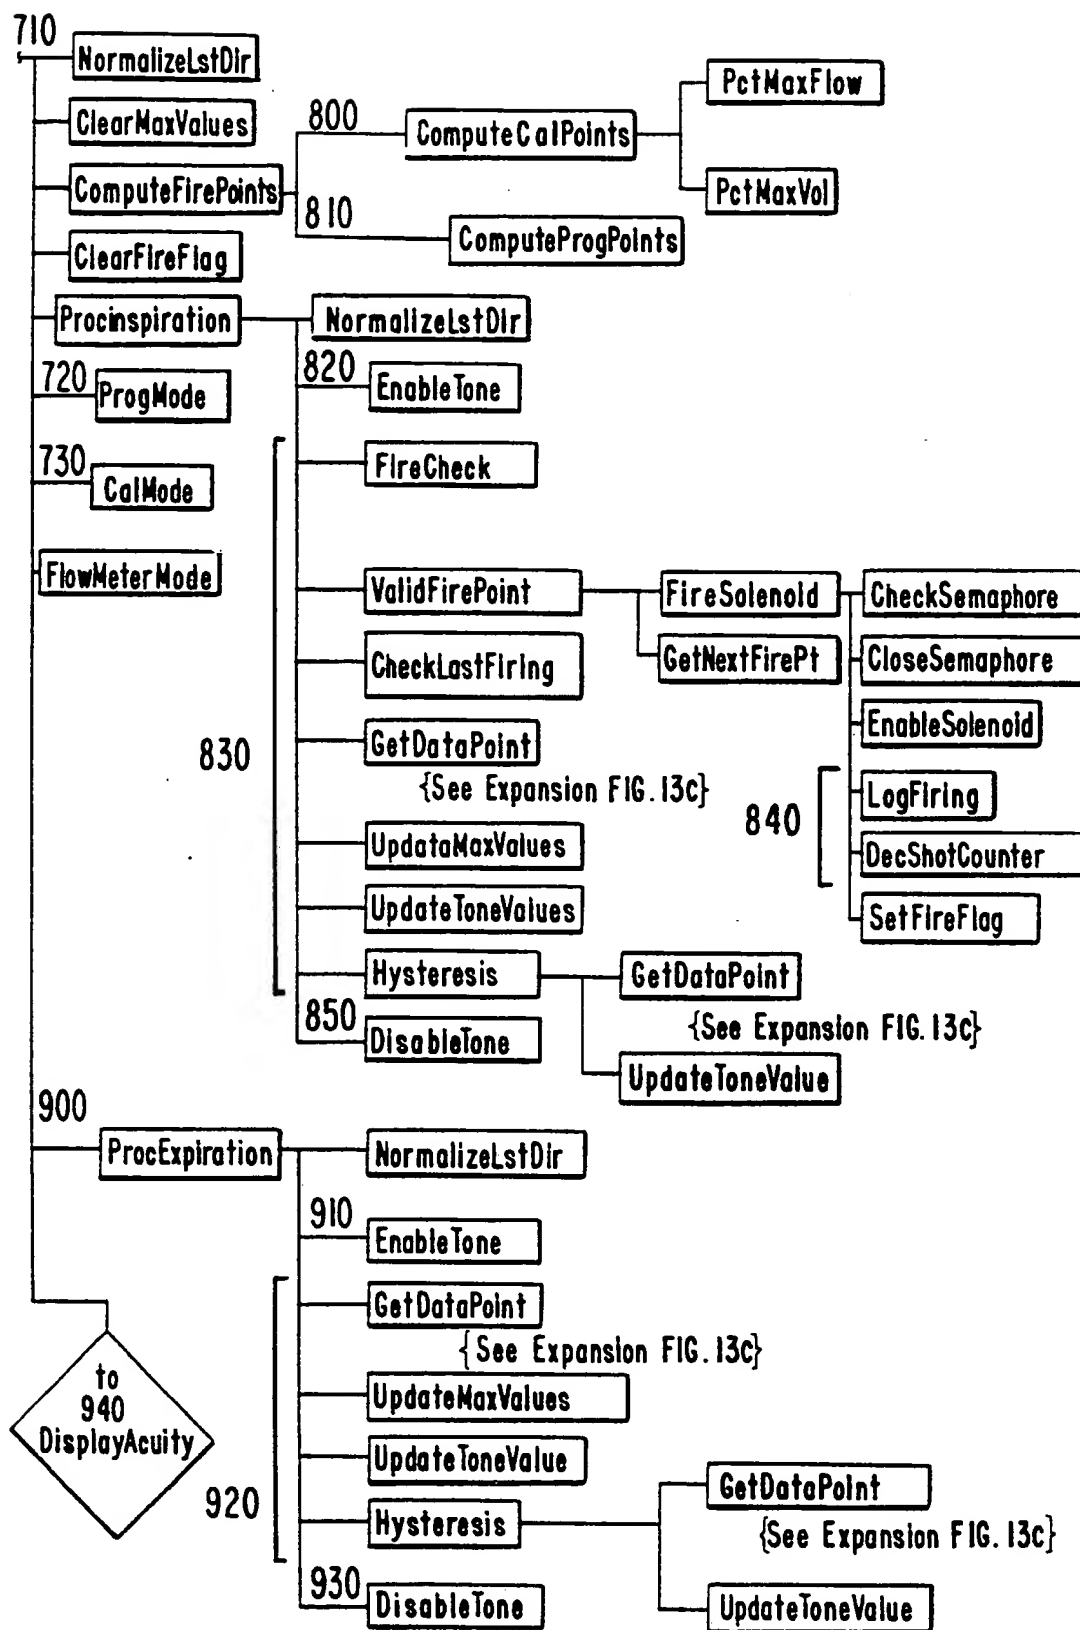 710
NormalizeLstDir
ClearMaxValues
ComputeFirePoints
800
ComputeCalPoints
PctMaxFlow
PctMaxVol
810
ComputeProgPoints
ClearFireFlag
ProcInspiration
NormalizeLstDir
820
EnableTone
720
ProgMode
730
CalMode
FlowMeterMode
830
FireCheck
ValidFirePoint
FireSolenoid
GetNextFirePt
CheckSemaphore
CloseSemaphore
EnableSolenoid
840
LogFiring
DecShotCounter
SetFireFlag
CheckLastFiring
GetDataPoint
{See Expansion FIG. 13c}
UpdataMaxValues
UpdateToneValues
Hysteresis
GetDataPoint
{See Expansion FIG. 13c}
UpdateToneValue
850
DisableTone
900
ProcExpiration
NormalizeLstDir
910
EnableTone
920
GetDataPoint
{See Expansion FIG. 13c}
UpdateMaxValues
UpdateToneValue
Hysteresis
GetDataPoint
{See Expansion FIG. 13c}
UpdateToneValue
930
DisableTone
to
940
DisplayAcuity